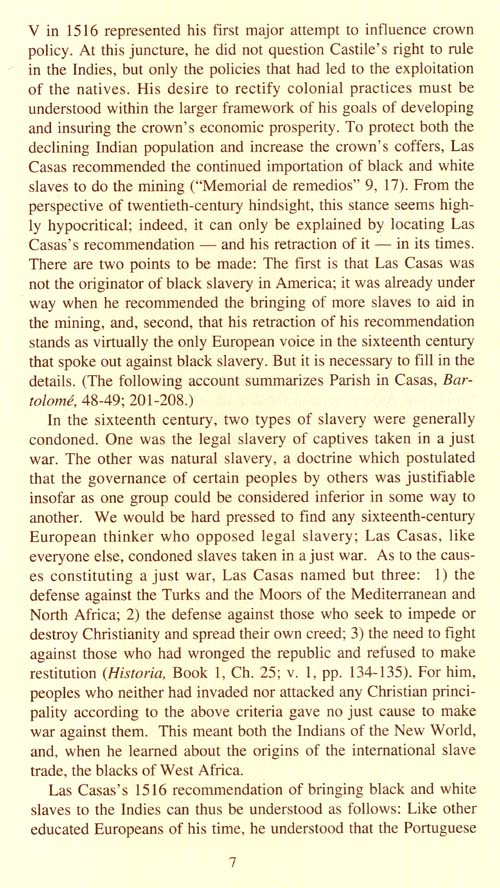 V in 1516 represented his first major attempt to influence crown
policy. At this juncture, he did not question Castile's right to rule
in the Indies, but only the policies that had led to the exploitation
of the natives. His desire to rectify colonial practices must be
understood within the larger framework of his goals of developing
and insuring the crown's economic prosperity. To protect both the
declining Indian population and increase the crown's coffers, Las
Casas recommended the continued importation of black and white
slaves to do the mining ("Memorial de remedios" 9, 17). From the
perspective of twentieth-century hindsight, this stance seems high-
ly hypocritical; indeed, it can only be explained by locating Las
Casas's recommendation — and his retraction of it — in its times.
There are two points to be made: The first is that Las Casas was
not the originator of black slavery in America; it was already under
way when he recommended the bringing of more slaves to aid in
the mining, and, second, that his retraction of his recommendation
stands as virtually the only European voice in the sixteenth century
that spoke out against black slavery. But it is necessary to fill in the
details. (The following account summarizes Parish in Casas, Bar-
tolomé, 48-49; 201-208.)
In the sixteenth century, two types of slavery were generally
condoned. One was the legal slavery of captives taken in a just
war. The other was natural slavery, a doctrine which postulated
that the governance of certain peoples by others was justifiable
insofar as one group could be considered inferior in some way to
another. We would be hard pressed to find any sixteenth-century
European thinker who opposed legal slavery; Las Casas, like
everyone else, condoned slaves taken in a just war. As to the caus-
es constituting a just war, Las Casas named but three: 1) the
defense against the Turks and the Moors of the Mediterranean and
North Africa; 2) the defense against those who seek to impede or
destroy Christianity and spread their own creed; 3) the need to fight
against those who had wronged the republic and refused to make
restitution (Historia, Book 1, Ch. 25; v. 1, pp. 134-135). For him,
peoples who neither had invaded nor attacked any Christian princi-
pality according to the above criteria gave no just cause to make
war against them. This meant both the Indians of the New World,
and, when he learned about the origins of the international slave
trade, the blacks of West Africa.
Las Casas's 1516 recommendation of bringing black and white
slaves to the Indies can thus be understood as follows: Like other
educated Europeans of his time, he understood that the Portuguese
7